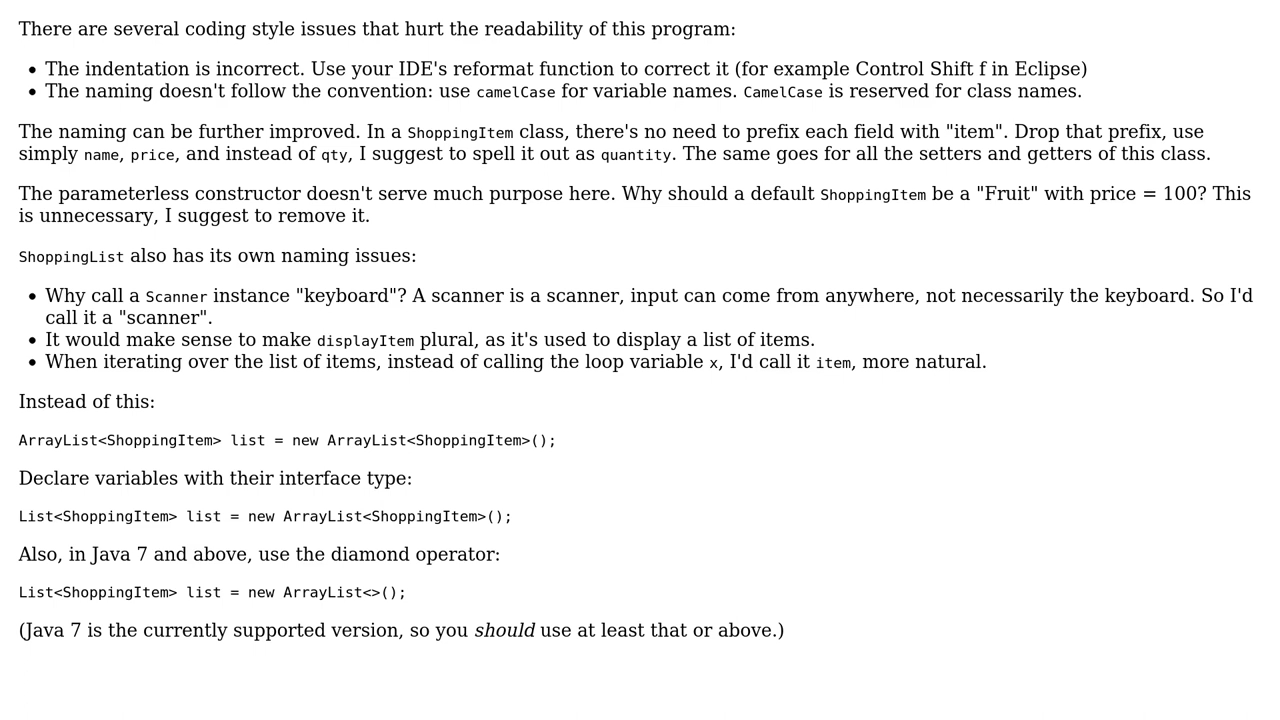 There are several coding style issues that hurt the readability of this program:
• The indentation is incorrect. Use your IDE's reformat function to correct it (for example Control Shift f in Eclipse)
• The naming doesn't follow the convention: use camelCase for variable names. CamelCase is reserved for class names.
The naming can be further improved. In a ShoppingItem class, there's no need to prefix each field with "item". Drop that prefix, use
simply name, price, and instead of qty, I suggest to spell it out as quantity. The same goes for all the setters and getters of this class.
The parameterless constructor doesn't serve much purpose here. Why should a default ShoppingItem be a "Fruit" with price = 100? This
is unnecessary, I suggest to remove it.
ShoppingList also has its own naming issues:
• Why call a Scanner instance "keyboard"? A scanner is a scanner, input can come from anywhere, not necessarily the keyboard. So I'd
call it a "scanner".
• It would make sense to make displayItem plural, as it's used to display a list of items.
• When iterating over the list of items, instead of calling the loop variable x, I'd call it item, more natural.
Instead of this:
ArrayList<ShoppingItem> list = new ArrayList<ShoppingItem>();
Declare variables with their interface type:
List<ShoppingItem> list = new ArrayList<ShoppingItem>();
Also, in Java 7 and above, use the diamond operator:
List<ShoppingItem> list = new ArrayList<>();
(Java 7 is the currently supported version, so you should use at least that or above.)